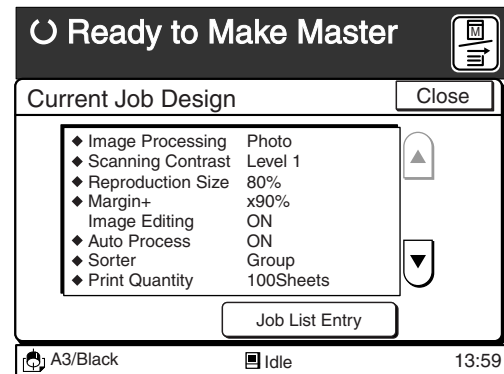 Ready to Make Master
M
Current Job Design Close
◆ Image Processing Photo
◆ Scanning Contrast Level 1
◆ Reproduction Size 80%
◆ Margin+ x90%
Image Editing ON
◆ Auto Process ON
◆ Sorter Group
◆ Print Quantity 100Sheets
Job List Entry
A3/Black Idle 13:59